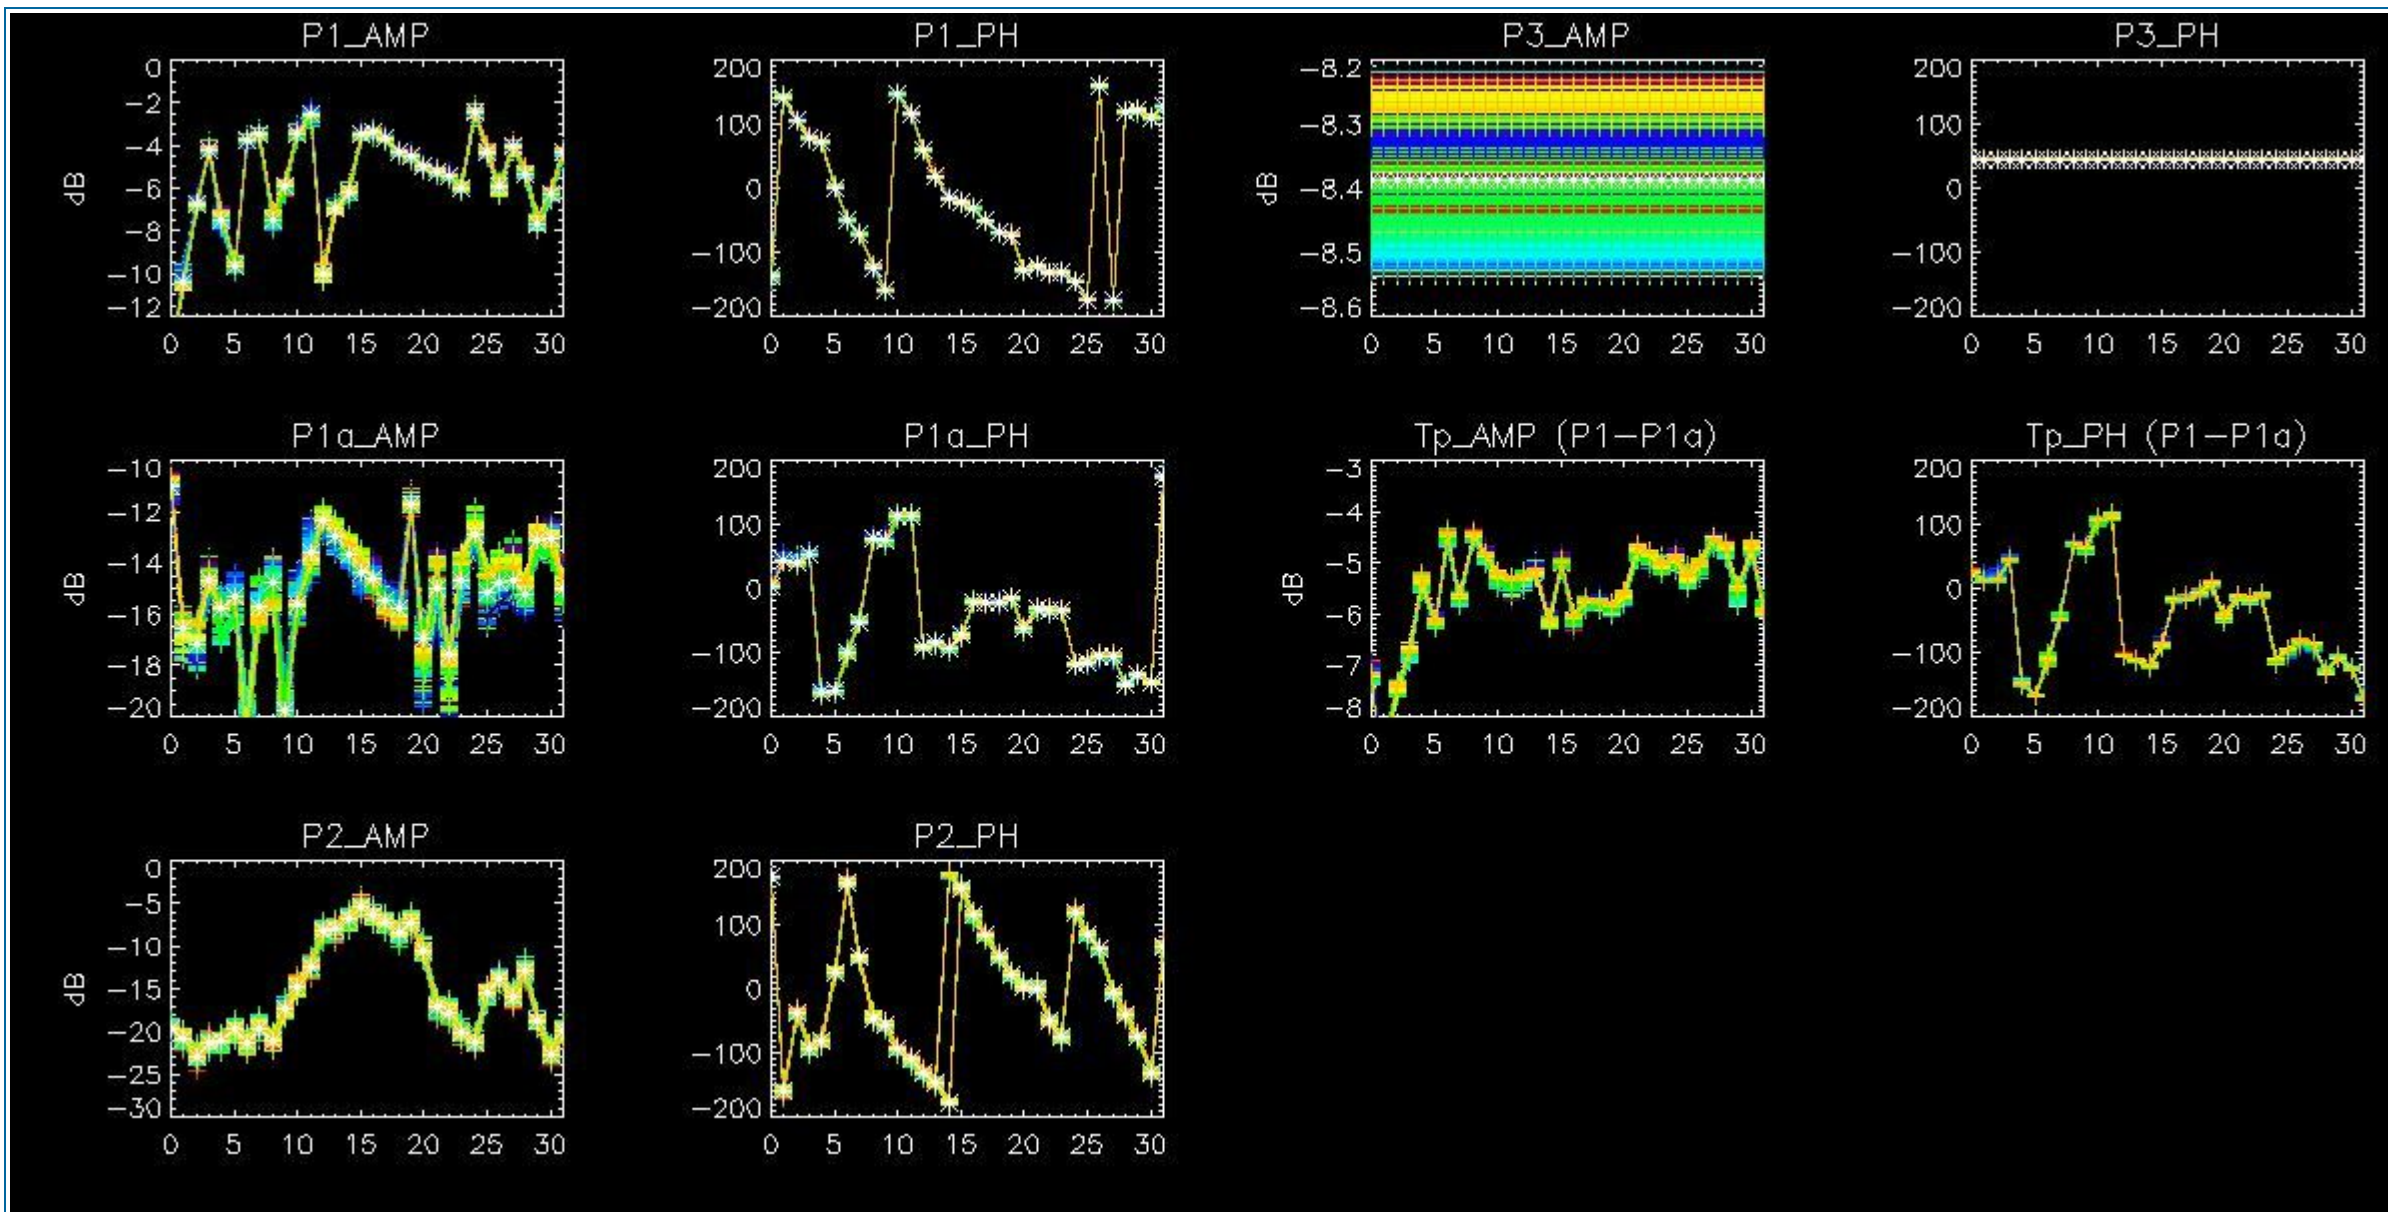 P1_AMP
0
−2
−4
−6
−8
−10
−12
dB
0 5 10 15 20 25 30
P1_PH
200
100
0
−100
−200
0 5 10 15 20 25 30
P3_AMP
−8.2
−8.3
−8.4
−8.5
−8.6
dB
0 5 10 15 20 25 30
P3_PH
200
100
0
−100
−200
0 5 10 15 20 25 30
P1a_AMP
−10
−12
−14
−16
−18
−20
dB
0 5 10 15 20 25 30
P1a_PH
200
100
0
−100
−200
0 5 10 15 20 25 30
Tp_AMP (P1−P1a)
−3
−4
−5
−6
−7
−8
dB
0 5 10 15 20 25 30
Tp_PH (P1−P1a)
200
100
0
−100
−200
0 5 10 15 20 25 30
P2_AMP
0
−5
−10
−15
−20
−25
−30
dB
0 5 10 15 20 25 30
P2_PH
200
100
0
−100
−200
0 5 10 15 20 25 30